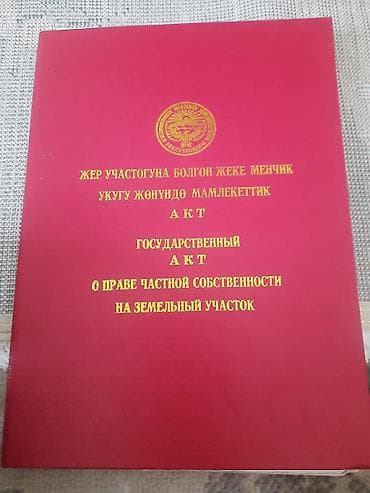 ЖЕР УЧАСТОГУНА БОЛГОН ЖЕКЕ МЕНЧИК
УКУГУ ЖӨНҮНДӨ МАМЛЕКЕТТИК
АКТ
ГОСУДАРСТВЕННЫЙ
АКТ
О ПРАВЕ ЧАСТНОЙ СОБСТВЕННОСТИ
НА ЗЕМЕЛЬНЫЙ УЧАСТОК